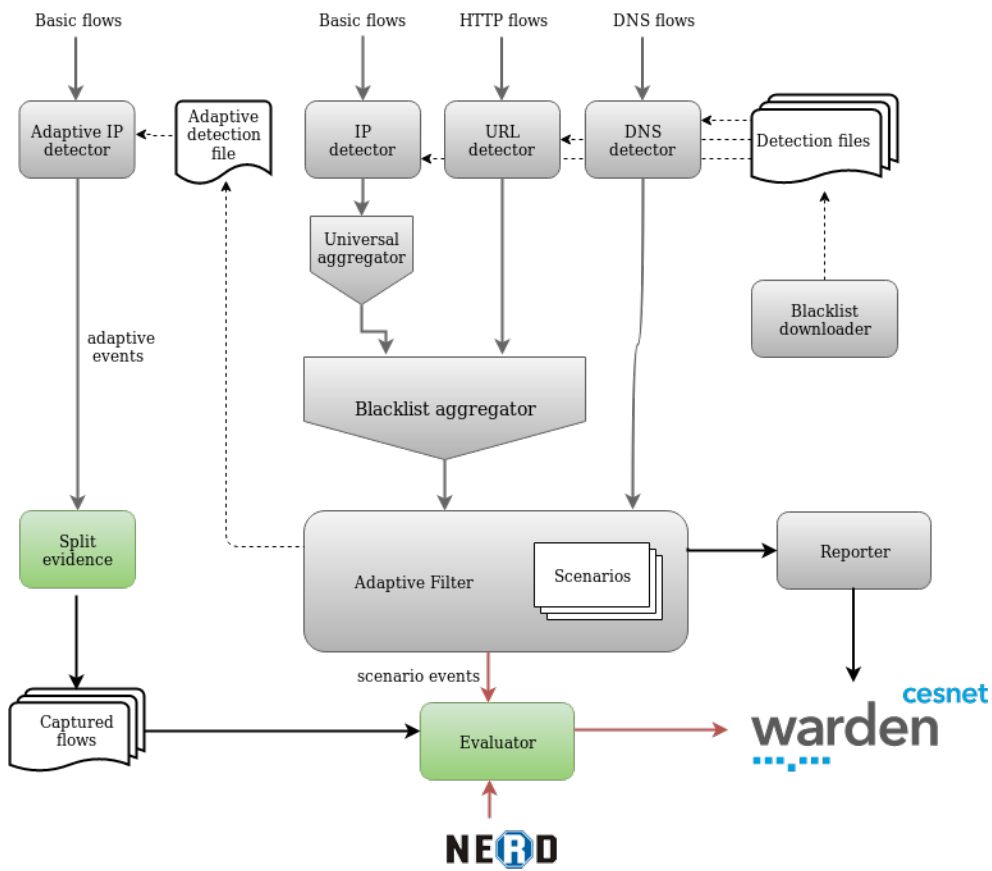 Basic flows
Basic flows
HTTP flows
DNS flows
Adaptive IP
detector
Adaptive
detection
file
IP
detector
URL
detector
DNS
detector
Detection files
Universal
aggregator
Blacklist
downloader
adaptive
events
Blacklist aggregator
Split
evidence
Adaptive Filter
Scenarios
Reporter
scenario events
Captured
flows
Evaluator
cesnet
warden
NERD